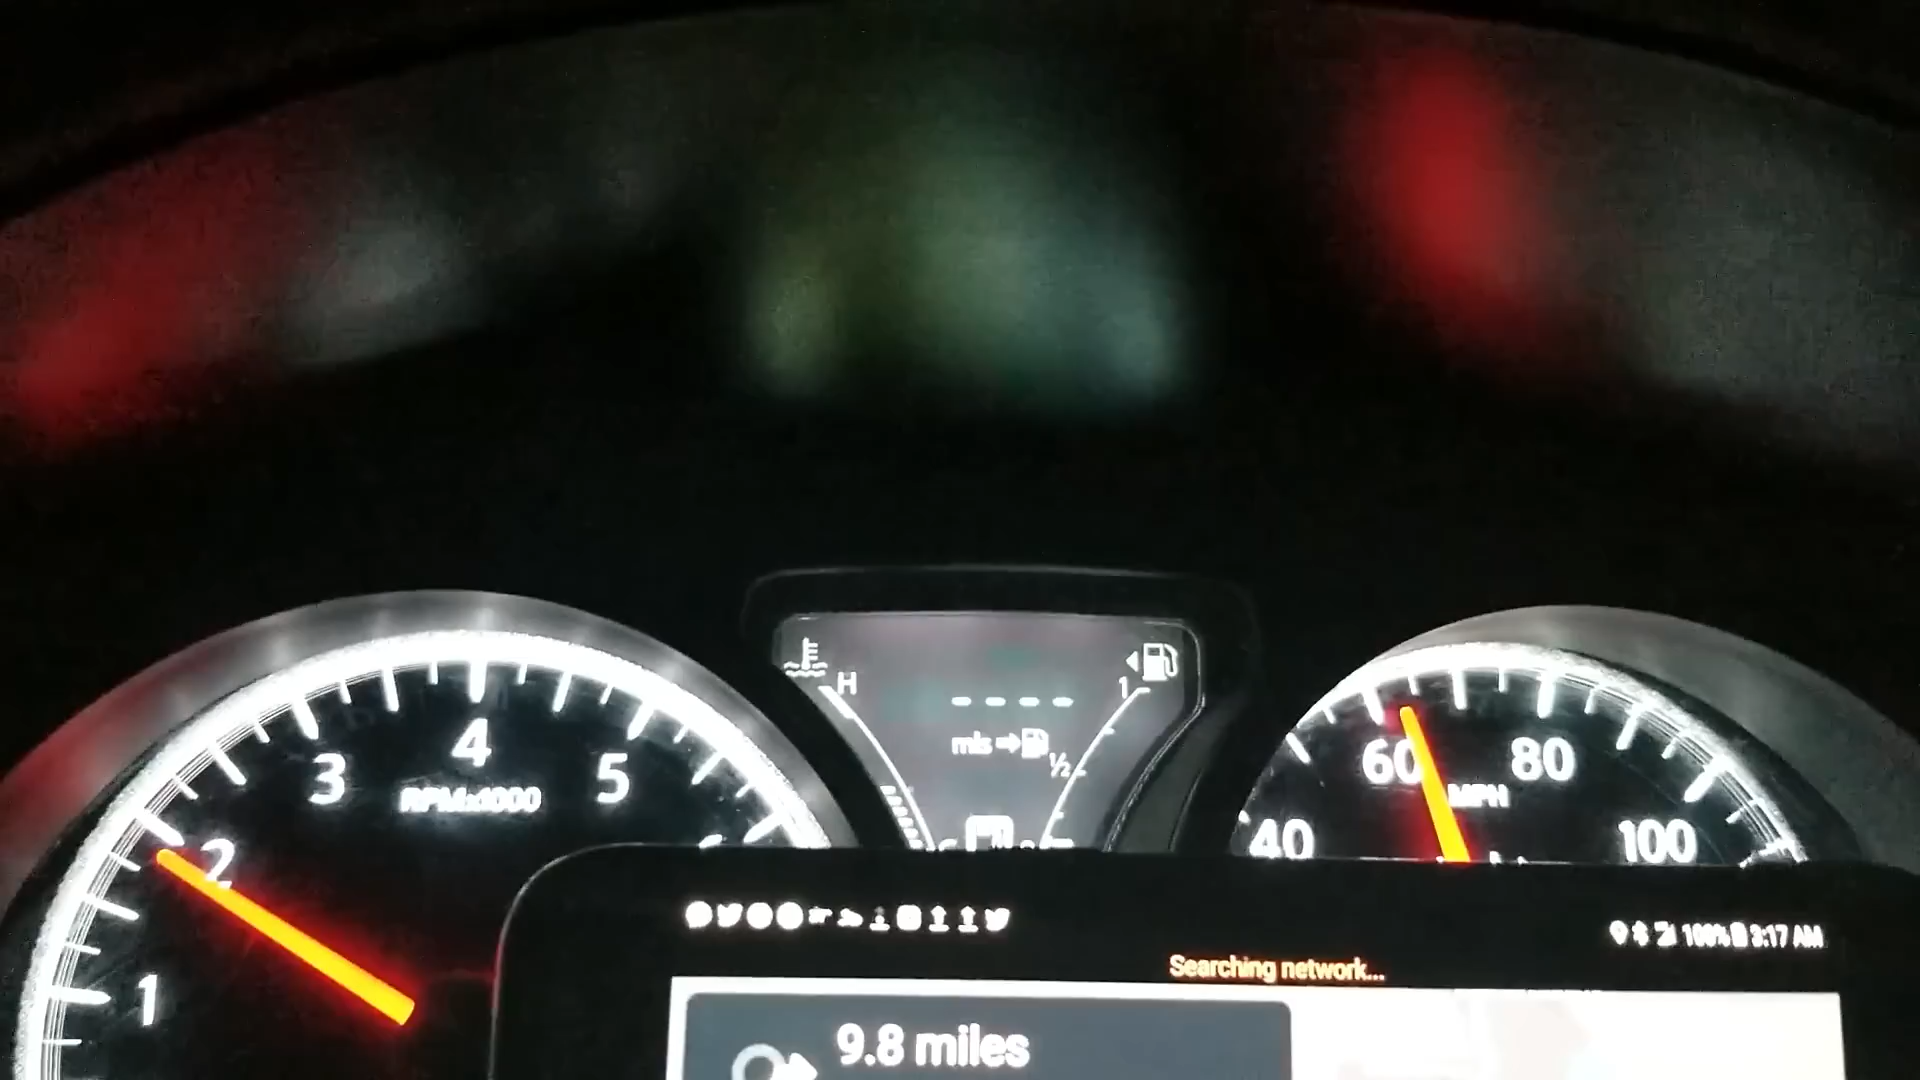 H
1
mls
1/2
3 4 5
RPMx1000
2
1
60 80
MPH
40 100
100% 3:17 AM
Searching network...
9.8 miles